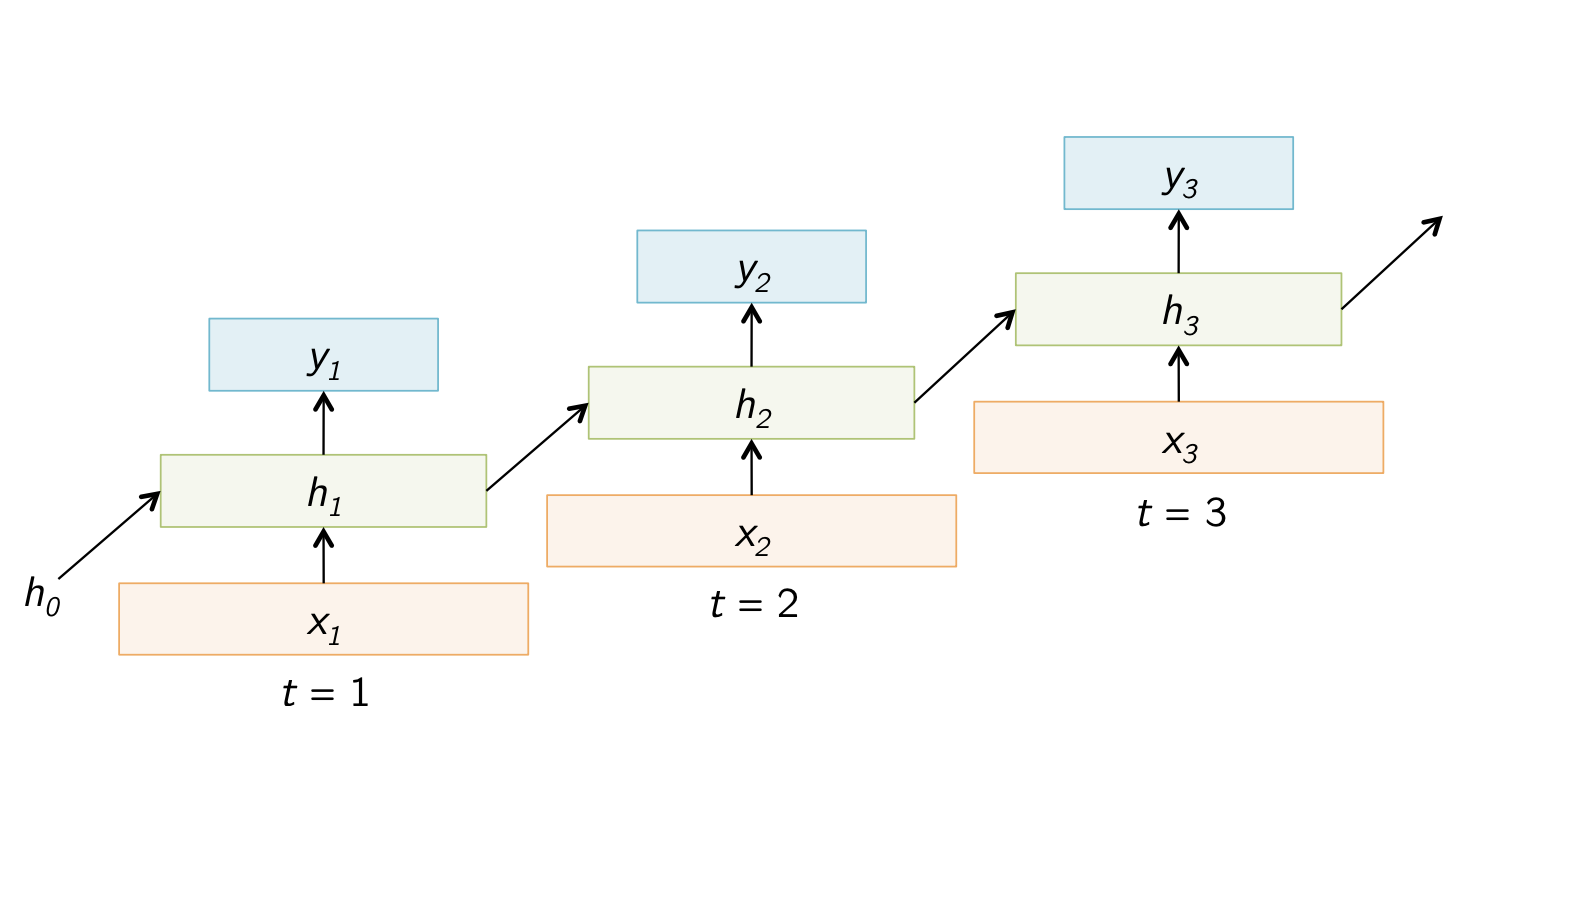 y₃
y₂
h₃
y₁
h₂
x₃
h₁
t = 3
x₂
h₀
t = 2
x₁
t = 1